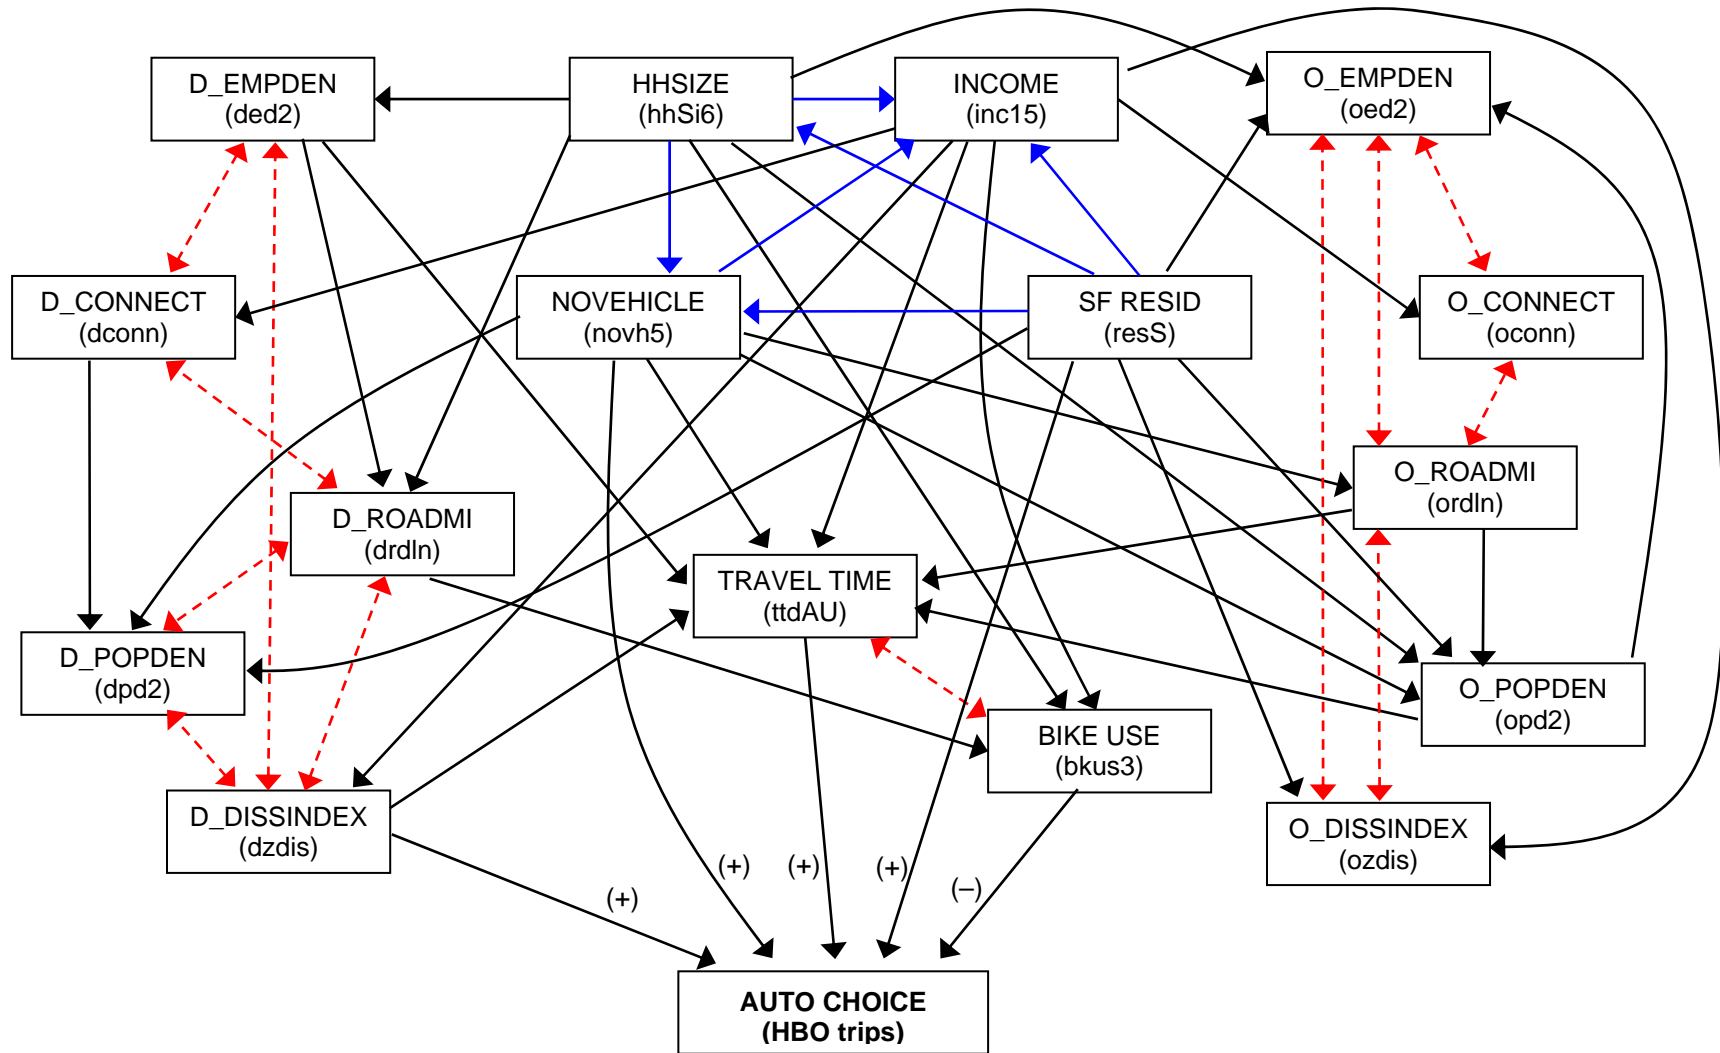 D_EMPDEN
(ded2)
HHSIZE
(hhSi6)
INCOME
(inc15)
O_EMPDEN
(oed2)
D_CONNECT
(dconn)
NOVEHICLE
(novh5)
SF RESID
(resS)
O_CONNECT
(oconn)
O_ROADMI
(ordln)
D_ROADMI
(drdln)
TRAVEL TIME
(ttdAU)
D_POPDEN
(dpd2)
O_POPDEN
(opd2)
BIKE USE
(bkus3)
D_DISSINDEX
(dzdis)
O_DISSINDEX
(ozdis)
(+)
(+)
(+)
(+)
(–)
AUTO CHOICE
(HBO trips)